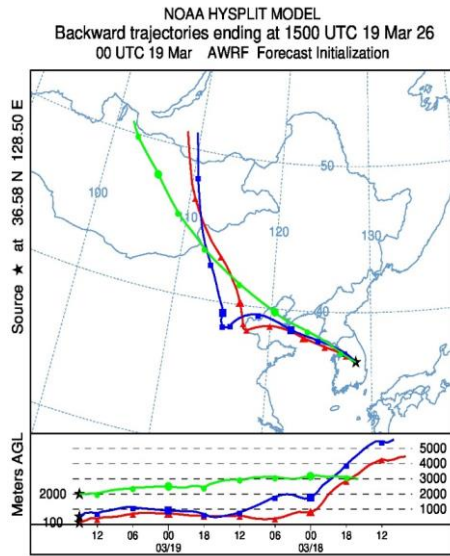 NOAA HYSPLIT MODEL
Backward trajectories ending at 1500 UTC 19 Mar 26
00 UTC 19 Mar AWRF Forecast Initialization
Source ★ at 36.58 N 128.50 E
50
100
110
120
130
40
Meters AGL
5000
4000
3000
2000
2000
1000
100
12 06 00 18 12 06 00 18 12
03/19 03/18